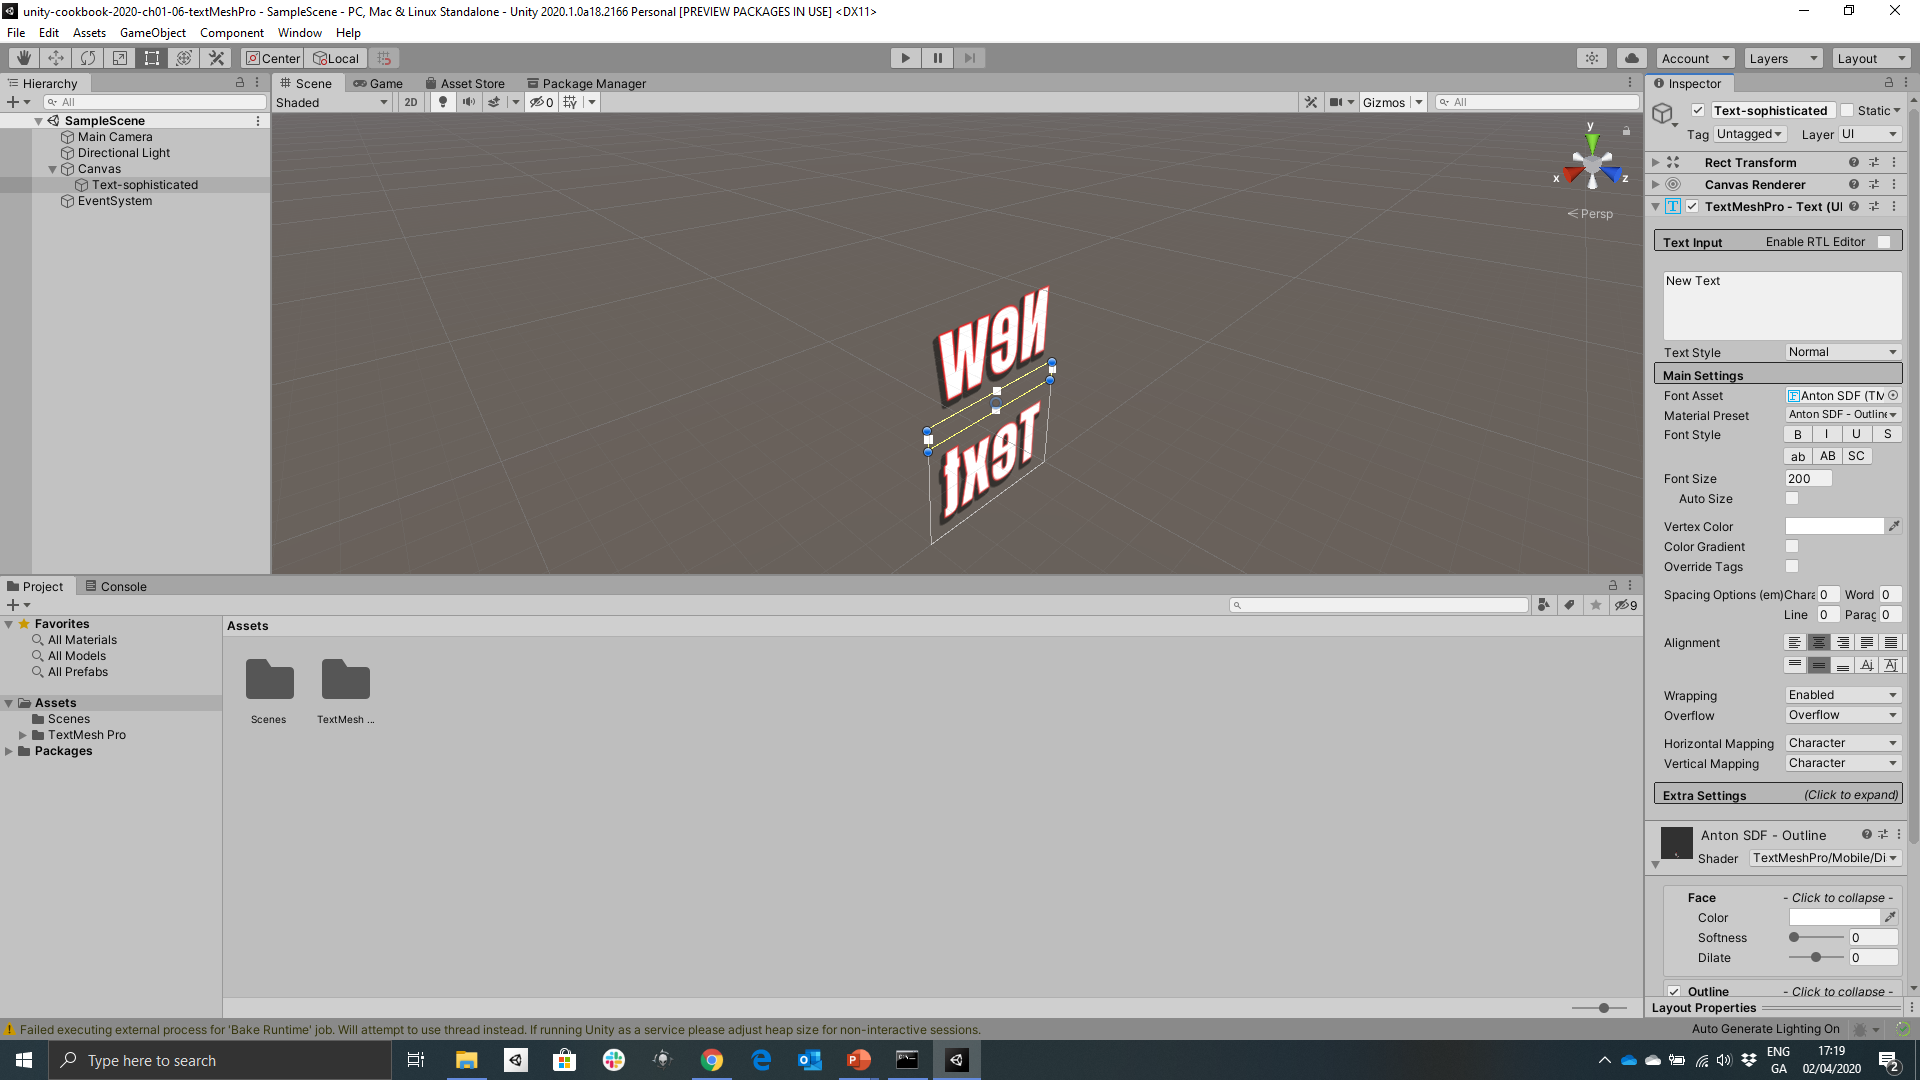 unity-cookbook-2020-ch01-06-textMeshPro - SampleScene - PC, Mac & Linux Standalone - Unity 2020.1.0a18.2166 Personal [PREVIEW PACKAGES IN USE] <DX11>
File Edit Assets GameObject Component Window Help
Center Local Account Layers Layout
Hierarchy
All
SampleScene
Main Camera
Directional Light
Canvas
Text-sophisticated
EventSystem
Scene Game Asset Store Package Manager
Shaded 2D 0 Gizmos All
y
x z
Persp
New
Text
Inspector
Text-sophisticated Static
Tag Untagged Layer UI
Rect Transform
Canvas Renderer
TextMeshPro - Text (UI
Text Input Enable RTL Editor
New Text
Text Style Normal
Main Settings
Font Asset Anton SDF (TM
Material Preset Anton SDF - Outline
Font Style B I U S
ab AB SC
Font Size 200
Auto Size
Vertex Color
Color Gradient
Override Tags
Spacing Options (em) Chara 0 Word 0
Line 0 Parag 0
Alignment
Wrapping Enabled
Overflow Overflow
Horizontal Mapping Character
Vertical Mapping Character
Extra Settings (Click to expand)
Anton SDF - Outline
Shader TextMeshPro/Mobile/Di
Face - Click to collapse -
Color
Softness 0
Dilate 0
Outline - Click to collapse -
Layout Properties
Project Console
9
Favorites
All Materials
All Models
All Prefabs
Assets
Scenes
TextMesh Pro
Packages
Assets
Scenes TextMesh ...
Failed executing external process for 'Bake Runtime' job. Will attempt to use thread instead. If running Unity as a service please adjust heap size for non-interactive sessions.
Auto Generate Lighting On
Type here to search
ENG
GA
17:19
02/04/2020
2